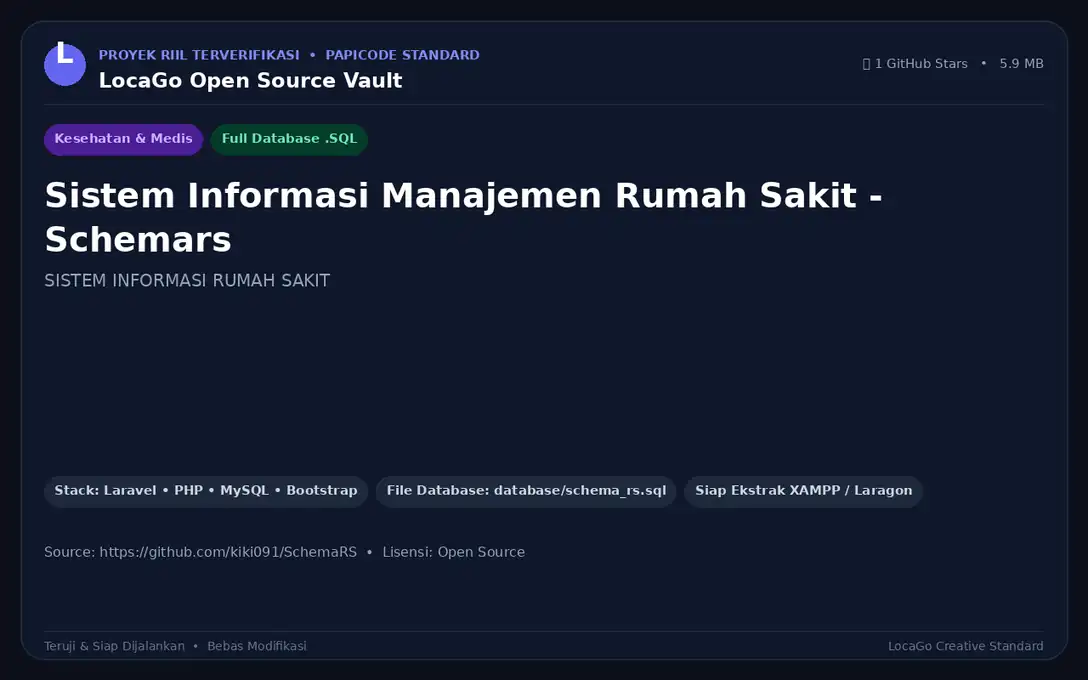 L
PROYEK RIIL TERVERIFIKASI • PAPICODE STANDARD
LocaGo Open Source Vault
1 GitHub Stars • 5.9 MB
Kesehatan & Medis
Full Database .SQL
Sistem Informasi Manajemen Rumah Sakit -
Schemars
SISTEM INFORMASI RUMAH SAKIT
Stack: Laravel • PHP • MySQL • Bootstrap
File Database: database/schema_rs.sql
Siap Ekstrak XAMPP / Laragon
Source: https://github.com/kiki091/SchemaRS • Lisensi: Open Source
Teruji & Siap Dijalankan • Bebas Modifikasi
LocaGo Creative Standard